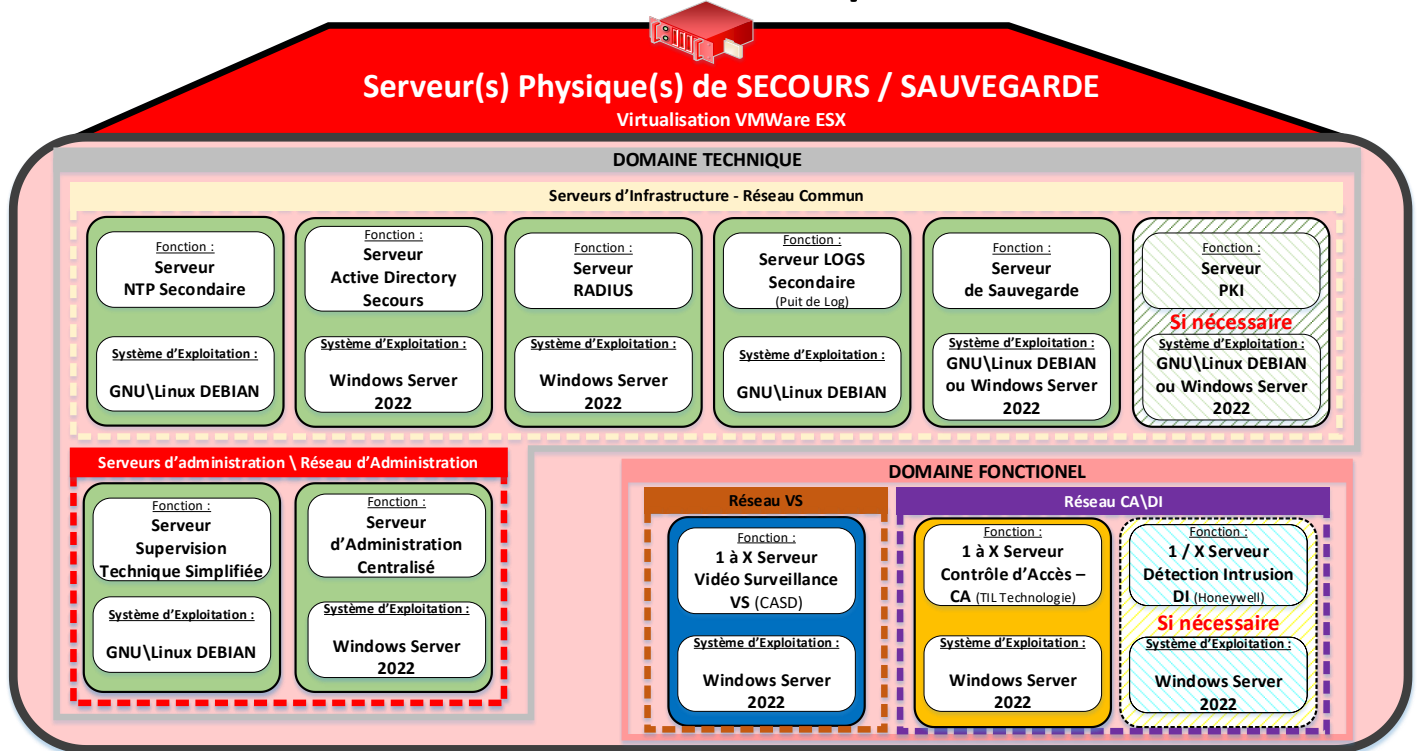 Serveur(s) Physique(s) de SECOURS / SAUVEGARDE
Virtualisation VMWare ESX
DOMAINE TECHNIQUE
Serveurs d'Infrastructure - Réseau Commun
Fonction :
Serveur
NTP Secondaire
Système d'Exploitation :
GNU\Linux DEBIAN
Fonction :
Serveur
Active Directory
Secours
Système d'Exploitation :
Windows Server
2022
Fonction :
Serveur
RADIUS
Système d'Exploitation :
Windows Server
2022
Fonction :
Serveur LOGS
Secondaire
(Puit de Log)
Système d'Exploitation :
GNU\Linux DEBIAN
Fonction :
Serveur
de Sauvegarde
Système d'Exploitation :
GNU\Linux DEBIAN
ou Windows Server
2022
Fonction :
Serveur
PKI
Si nécessaire
Système d'Exploitation :
GNU\Linux DEBIAN
ou Windows Server
2022
Serveurs d'administration \ Réseau d'Administration
Fonction :
Serveur
Supervision
Technique Simplifiée
Système d'Exploitation :
GNU\Linux DEBIAN
Fonction :
Serveur
d'Administration
Centralisé
Système d'Exploitation :
Windows Server
2022
DOMAINE FONCTIONEL
Réseau VS
Fonction :
1 à X Serveur
Vidéo Surveillance
VS (CASD)
Système d'Exploitation :
Windows Server
2022
Réseau CA\DI
Fonction :
1 à X Serveur
Contrôle d'Accès –
CA (TIL Technologie)
Système d'Exploitation :
Windows Server
2022
Fonction :
1 / X Serveur
Détection Intrusion
DI (Honeywell)
Si nécessaire
Système d'Exploitation :
Windows Server
2022